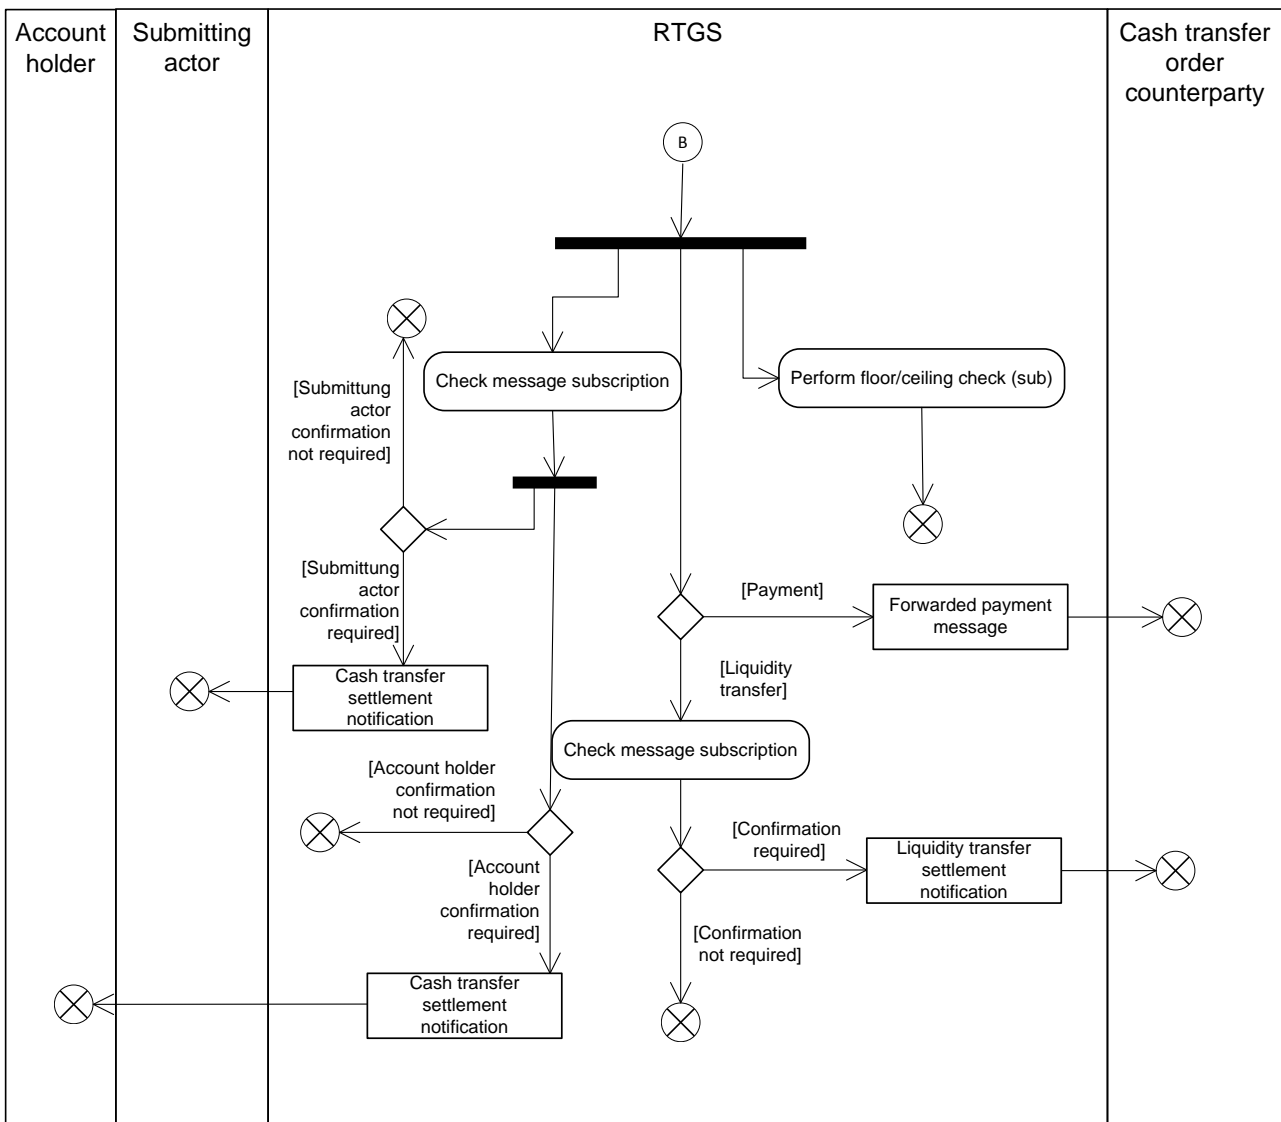 Account
holder
Submitting
actor
RTGS
Cash transfer
order
counterparty
B
Check message subscription
Perform floor/ceiling check (sub)
[Submittung
actor
confirmation
not required]
[Submittung
actor
confirmation
required]
[Payment]
Forwarded payment
message
Cash transfer
settlement
notification
[Liquidity
transfer]
Check message subscription
[Account holder
confirmation
not required]
[Confirmation
required]
Liquidity transfer
settlement
notification
[Account
holder
confirmation
required]
[Confirmation
not required]
Cash transfer
settlement
notification